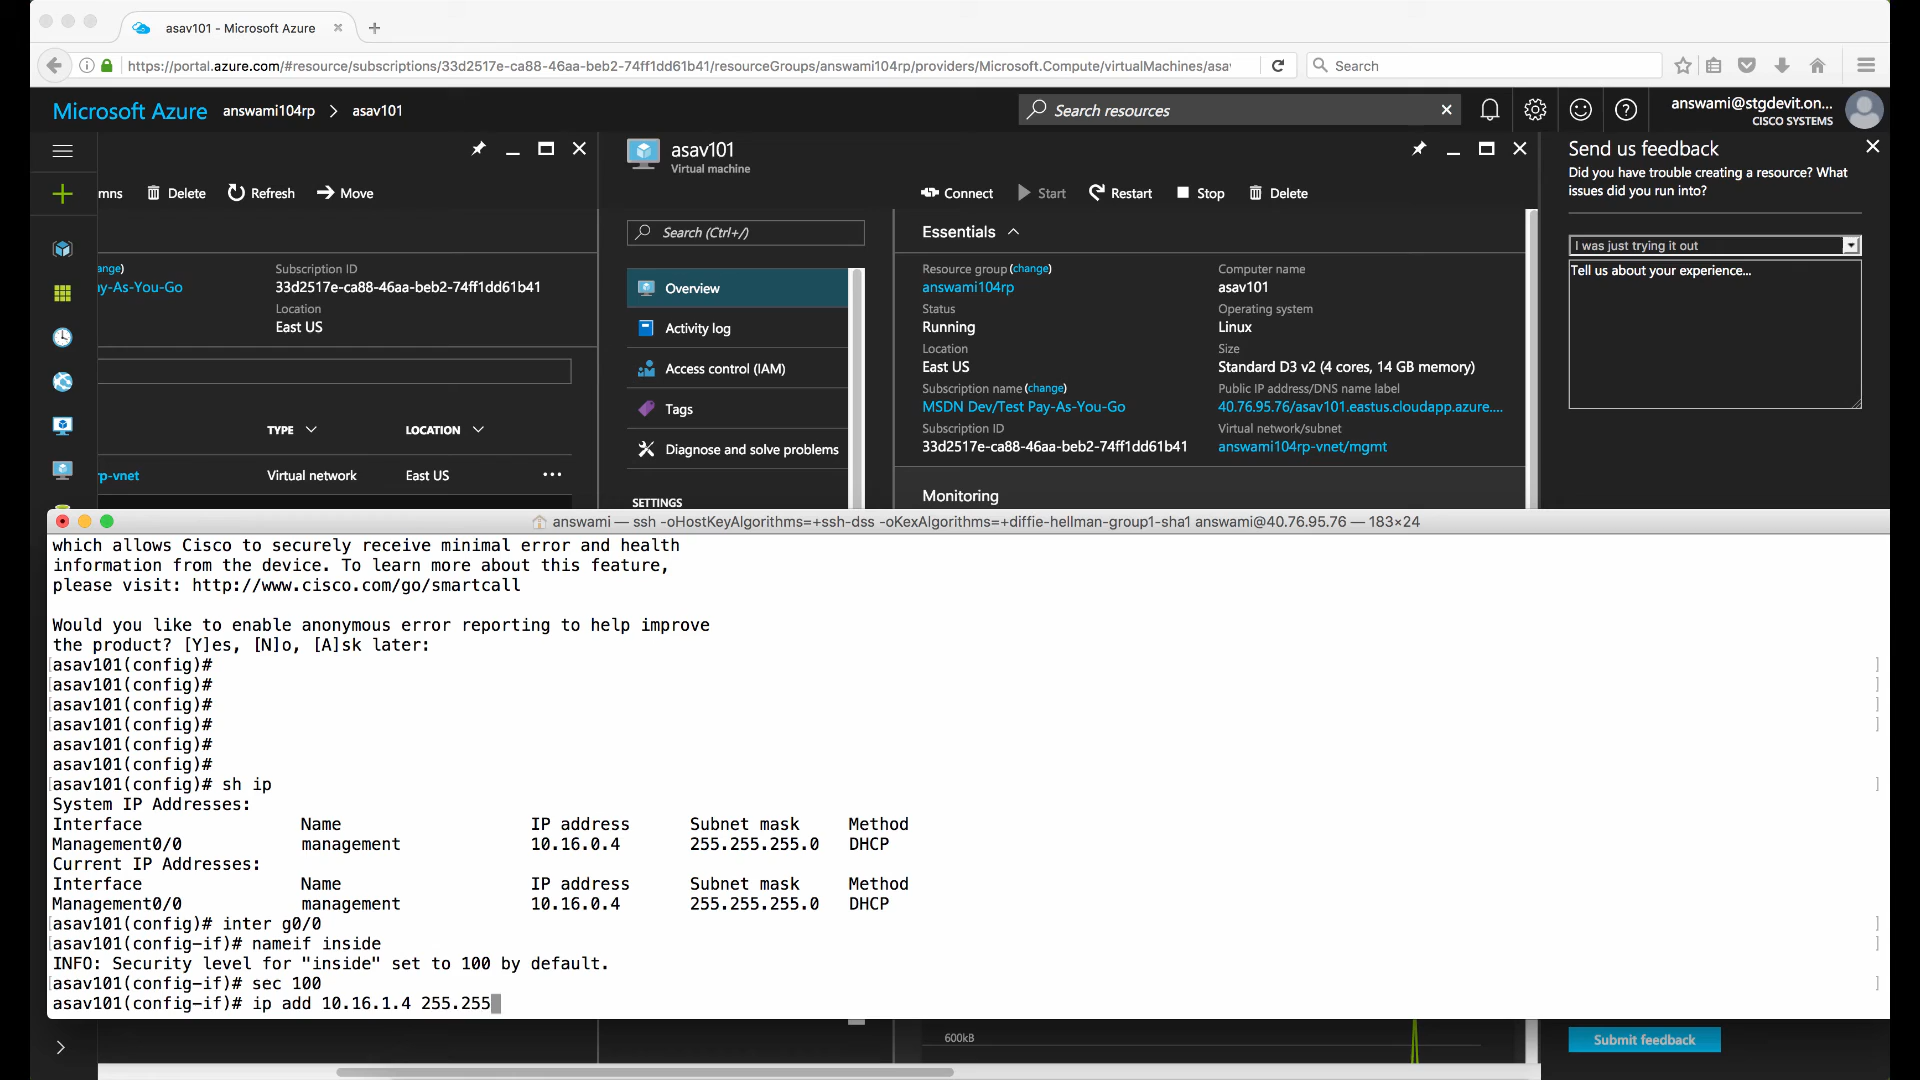 asav101 - Microsoft Azure
https://portal.azure.com/#resource/subscriptions/33d2517e-ca88-46aa-beb2-74ff1dd61b41/resourceGroups/answami104rp/providers/Microsoft.Compute/virtualMachines/asav
Search
Microsoft Azure answami104rp > asav101
Search resources
answami@stgdevit.on...
CISCO SYSTEMS
mns Delete Refresh Move
ange)
ay-As-You-Go
Subscription ID
33d2517e-ca88-46aa-beb2-74ff1dd61b41
Location
East US
TYPE LOCATION
rp-vnet Virtual network East US ...
asav101
Virtual machine
Search (Ctrl+/)
Overview
Activity log
Access control (IAM)
Tags
Diagnose and solve problems
SETTINGS
Connect Start Restart Stop Delete
Essentials
Resource group (change)
answami104rp
Status
Running
Location
East US
Subscription name (change)
MSDN Dev/Test Pay-As-You-Go
Subscription ID
33d2517e-ca88-46aa-beb2-74ff1dd61b41
Computer name
asav101
Operating system
Linux
Size
Standard D3 v2 (4 cores, 14 GB memory)
Public IP address/DNS name label
40.76.95.76/asav101.eastus.cloudapp.azure....
Virtual network/subnet
answami104rp-vnet/mgmt
Monitoring
Send us feedback
Did you have trouble creating a resource? What
issues did you run into?
I was just trying it out
Tell us about your experience...
answami — ssh -oHostKeyAlgorithms=+ssh-dss -oKexAlgorithms=+diffie-hellman-group1-sha1 answami@40.76.95.76 — 183×24
which allows Cisco to securely receive minimal error and health
information from the device. To learn more about this feature,
please visit: http://www.cisco.com/go/smartcall
Would you like to enable anonymous error reporting to help improve
the product? [Y]es, [N]o, [A]sk later:
[asav101(config)# ]
[asav101(config)# ]
[asav101(config)# ]
[asav101(config)# ]
asav101(config)#
[asav101(config)#
[asav101(config)# sh ip ]
System IP Addresses:
Interface Name IP address Subnet mask Method
Management0/0 management 10.16.0.4 255.255.255.0 DHCP
Current IP Addresses:
Interface Name IP address Subnet mask Method
Management0/0 management 10.16.0.4 255.255.255.0 DHCP
[asav101(config)# inter g0/0 ]
[asav101(config-if)# nameif inside ]
INFO: Security level for "inside" set to 100 by default.
[asav101(config-if)# sec 100 ]
asav101(config-if)# ip add 10.16.1.4 255.255
600kB
Submit feedback